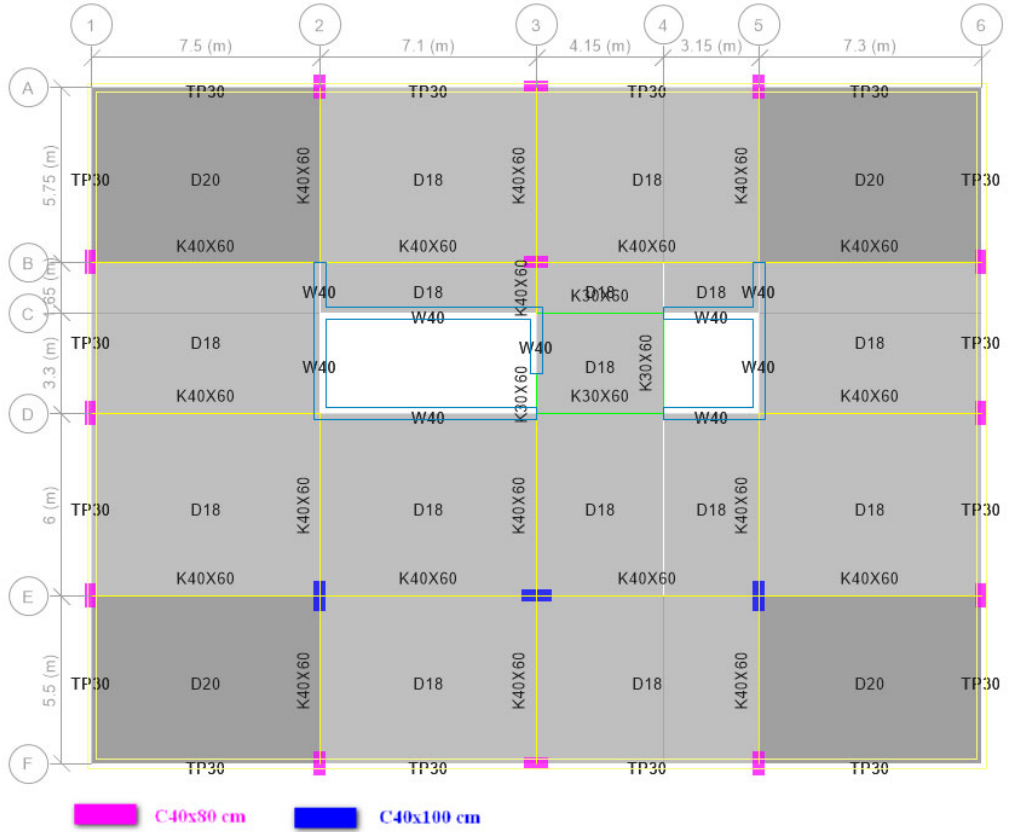 1 2 3 4 5 6
7.5 (m) 7.1 (m) 4.15 (m) 3.15 (m) 7.3 (m)
A TP30 TP30 TP30 TP30
5.75 (m) TP30 D20 K40X60 D18 K40X60 D18 K40X60 D20 TP30
K40X60 K40X60 K40X60 K40X60
B
65 (m) W40 D18 K40X60 D18 K30X60 D18 W40
C W40 W40
3.3 (m) TP30 D18 W40 W40 D18 K30X60 W40 D18 TP30
K40X60 K30X60 K30X60 K40X60
D W40 W40
6 (m) TP30 D18 K40X60 D18 K40X60 D18 D18 K40X60 D18 TP30
K40X60 K40X60 K40X60 K40X60
E
5.5 (m) TP30 D20 K40X60 D18 K40X60 D18 K40X60 D20 TP30
F TP30 TP30 TP30 TP30
C40x80 cm C40x100 cm